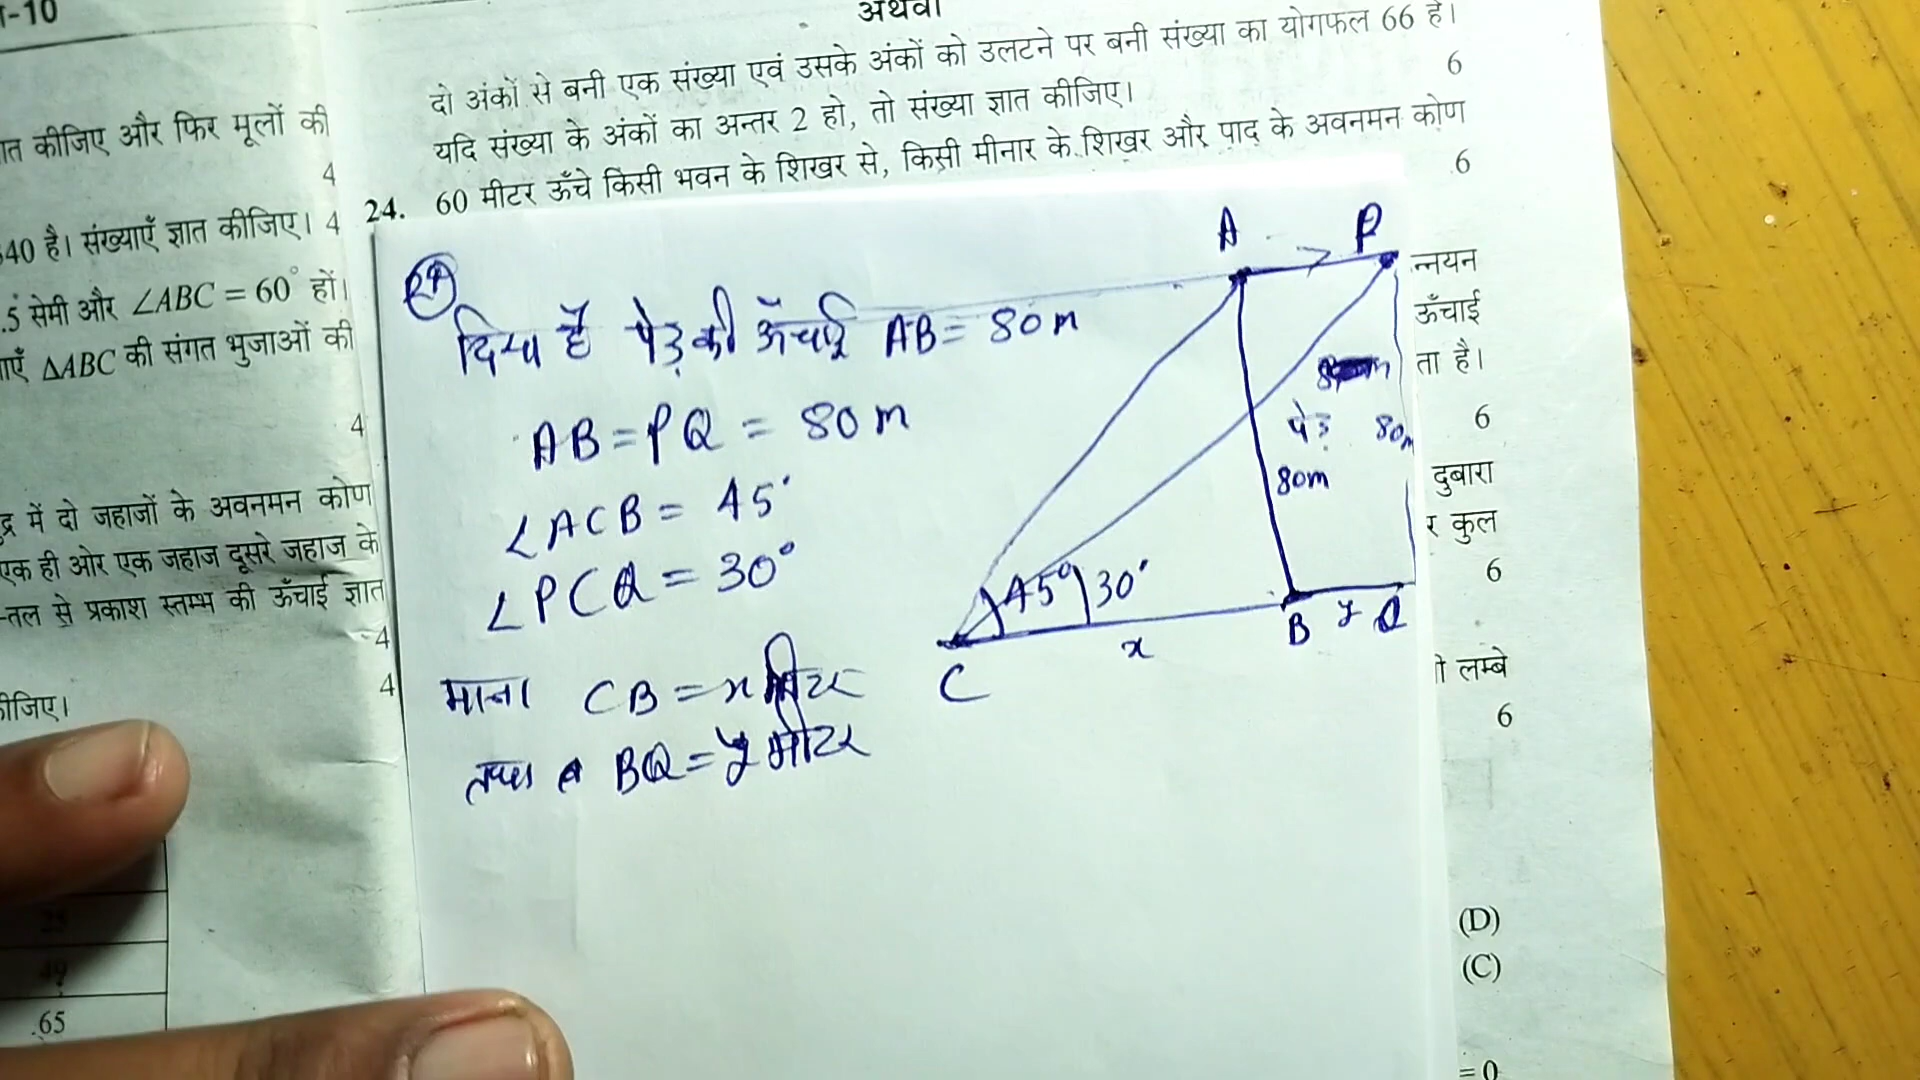 -10
ात कीजिए और फिर मूलों की
4
40 है। संख्याएँ ज्ञात कीजिए। 4
.5 सेमी और ∠ABC = 60° हों।
ाएँ ΔABC की संगत भुजाओं की
4
द्र में दो जहाजों के अवनमन कोण
एक ही ओर एक जहाज दूसरे जहाज के
-तल से प्रकाश स्तम्भ की ऊँचाई ज्ञात
4
4
ीजिए।
25
49
.65
अथवा
दो अंकों से बनी एक संख्या एवं उसके अंकों को उलटने पर बनी संख्या का योगफल 66 है।
यदि संख्या के अंकों का अन्तर 2 हो, तो संख्या ज्ञात कीजिए। 6
24. 60 मीटर ऊँचे किसी भवन के शिखर से, किसी मीनार के शिखर और पाद के अवनमन कोण
6
दिया है पेड़ की ऊँचाई AB = 80 m
AB = PQ = 80 m
∠ACB = 45°
∠PCQ = 30°
माना CB = x मीटर
तथा BQ = y मीटर
A P
पेड़ 80m
80m
45° 30°
C x B y Q
न्नयन
ऊँचाई
ता है।
6
दुबारा
र कुल
6
लम्बे
6
(D)
(C)
= 0